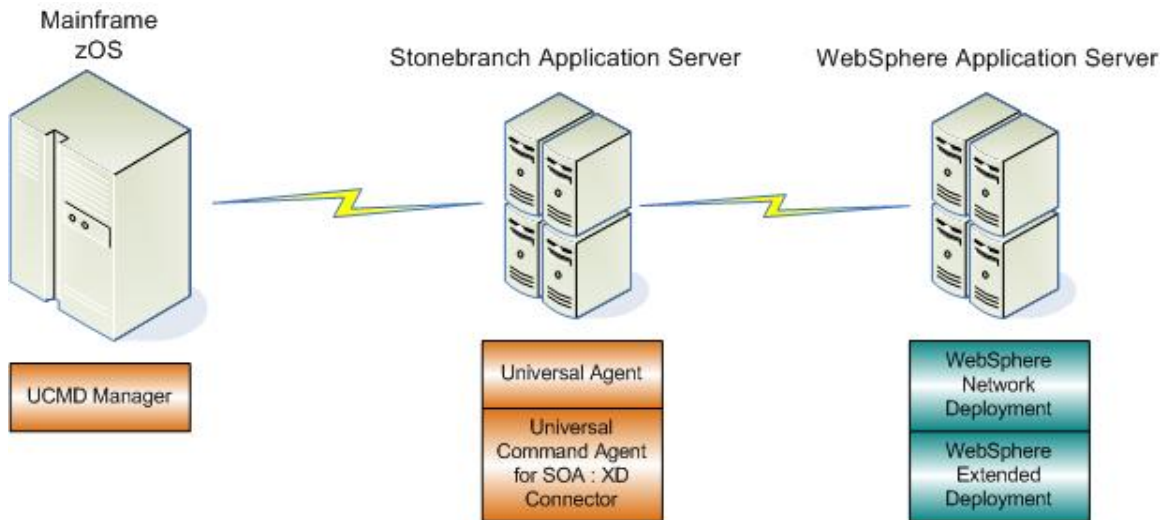 Mainframe
zOS
Stonebranch Application Server
WebSphere Application Server
UCMD Manager
Universal Agent
Universal
Command Agent
for SOA : XD
Connector
WebSphere
Network
Deployment
WebSphere
Extended
Deployment